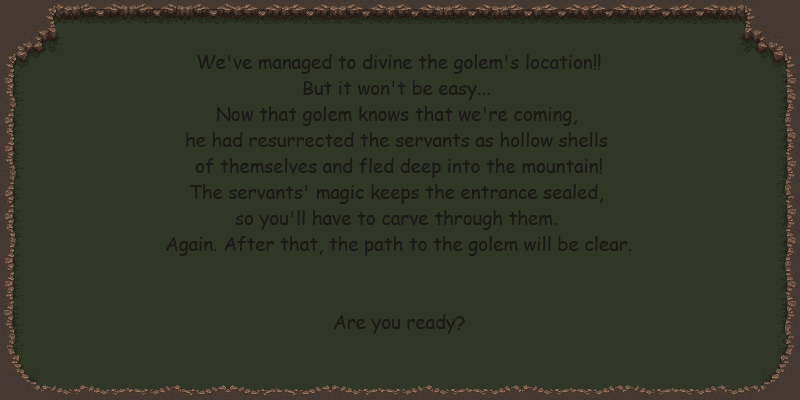 We've managed to divine the golem's location!!
But it won't be easy...
Now that golem knows that we're coming,
he had resurrected the servants as hollow shells
of themselves and fled deep into the mountain!
The servants' magic keeps the entrance sealed,
so you'll have to carve through them.
Again. After that, the path to the golem will be clear.
Are you ready?